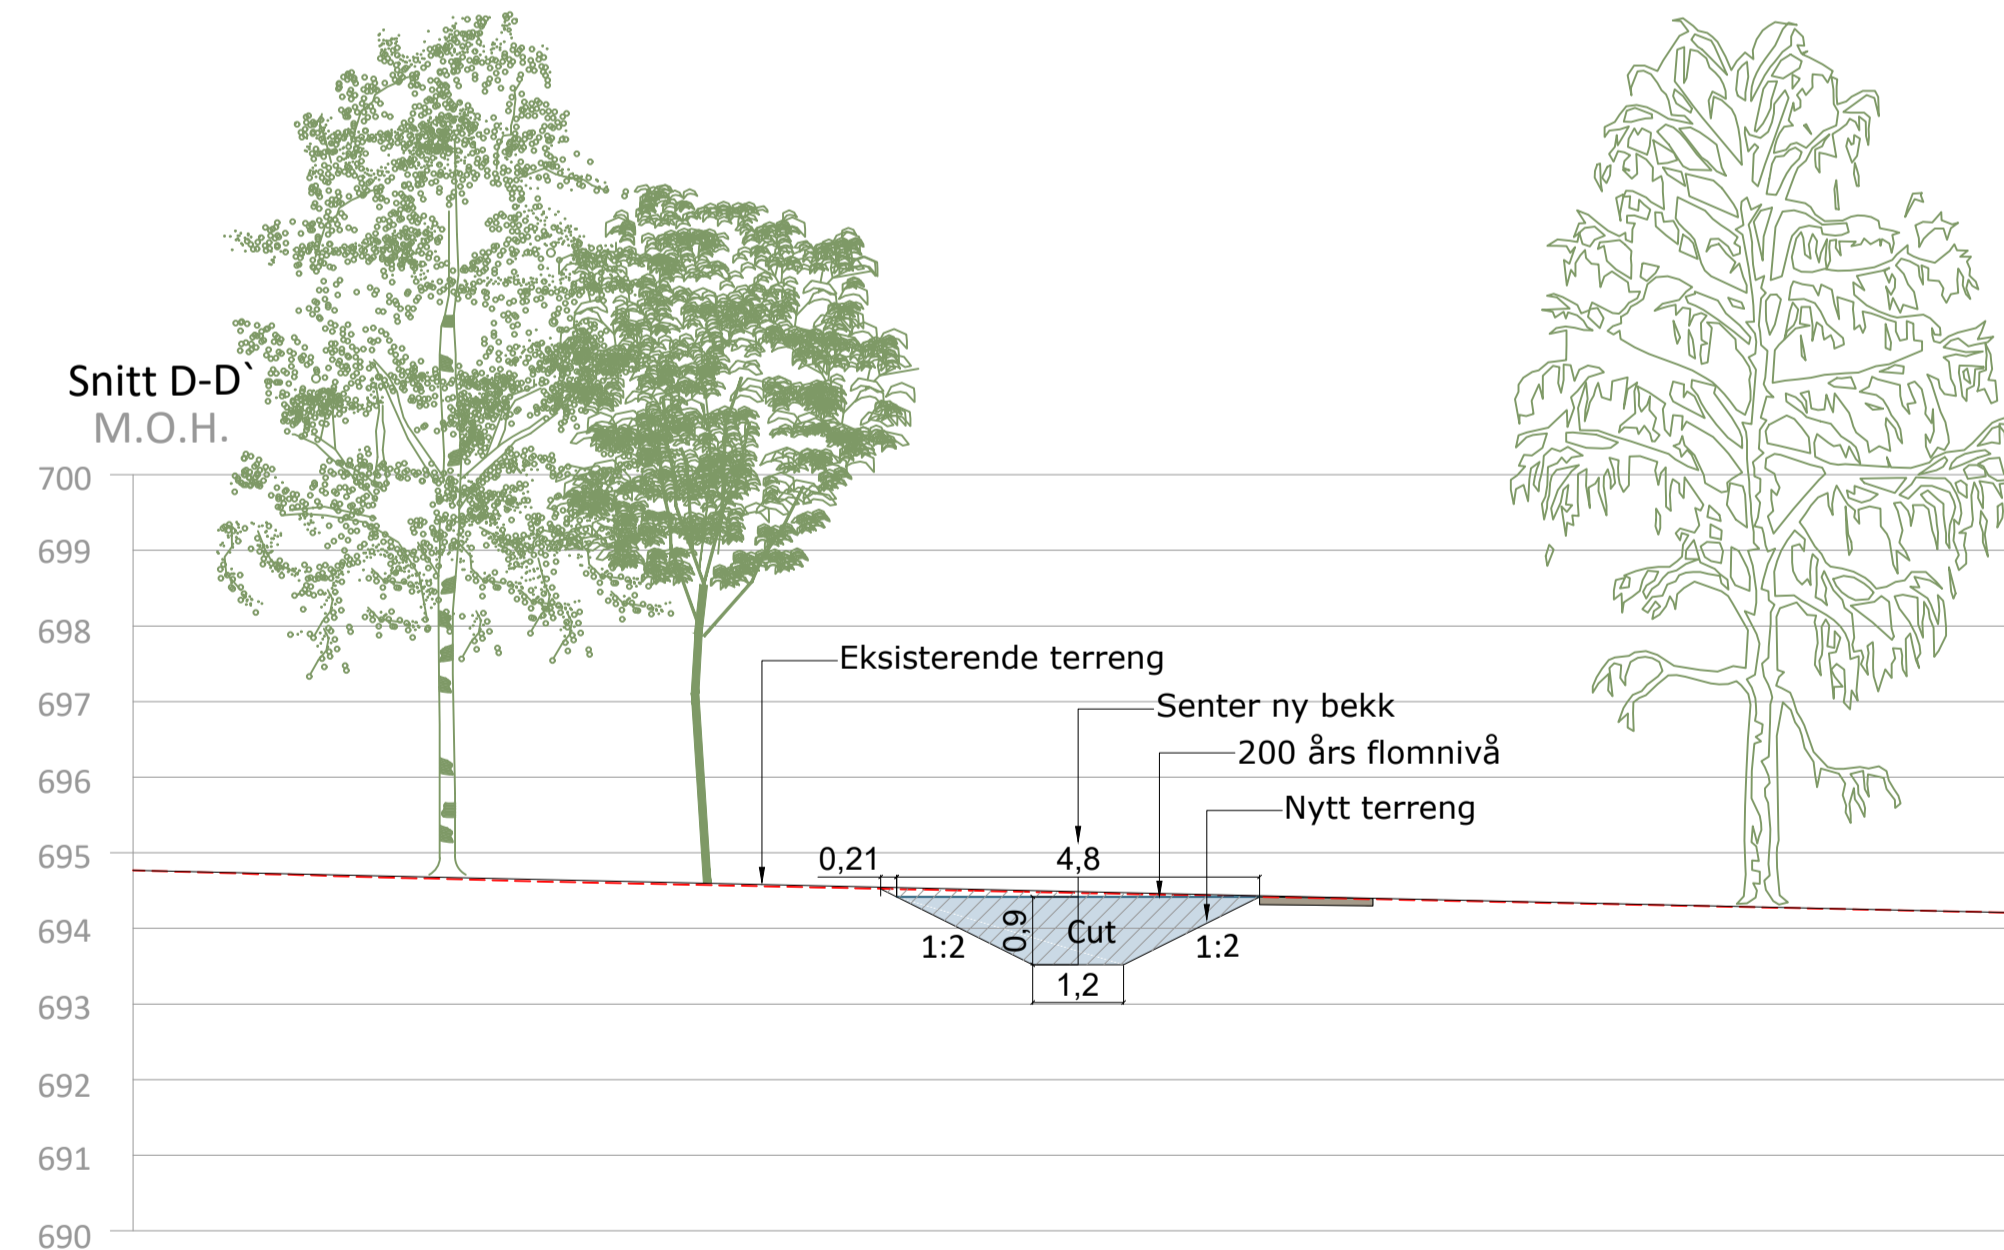 Snitt D-D`
M.O.H.
700
699
698
Eksisterende terreng
697
Senter ny bekk
200 års flomnivå
696
Nytt terreng
695
0,21
4,8
694
0,9
Cut
1:2
1:2
1,2
693
692
691
690